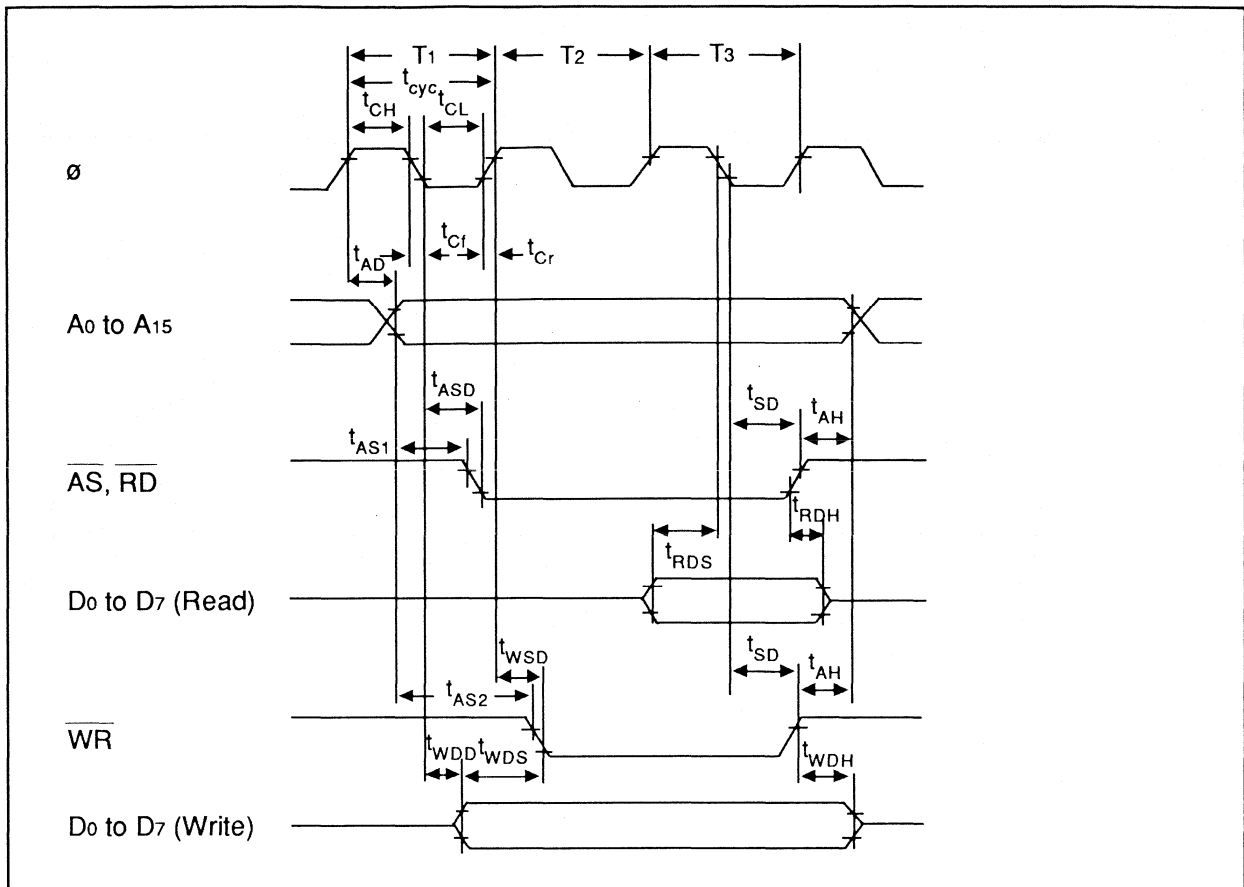 T1 T2 T3
tcyc
tCH tCL
ø
tCf
tAD tCr
A0 to A15
tASD tSD tAH
tAS1
AS, RD
tRDH
tRDS
D0 to D7 (Read)
tWSD tSD tAH
tAS2
WR
tWDD tWDS tWDH
D0 to D7 (Write)